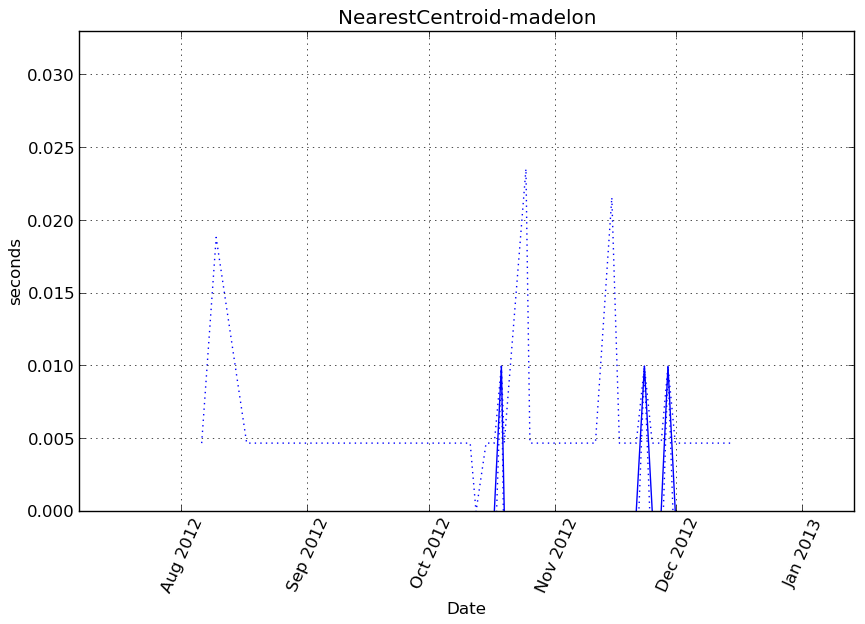 NearestCentroid-madelon
0.030
0.025
0.020
0.015
0.010
0.005
0.000
seconds
Aug 2012
Sep 2012
Oct 2012
Nov 2012
Dec 2012
Jan 2013
Date